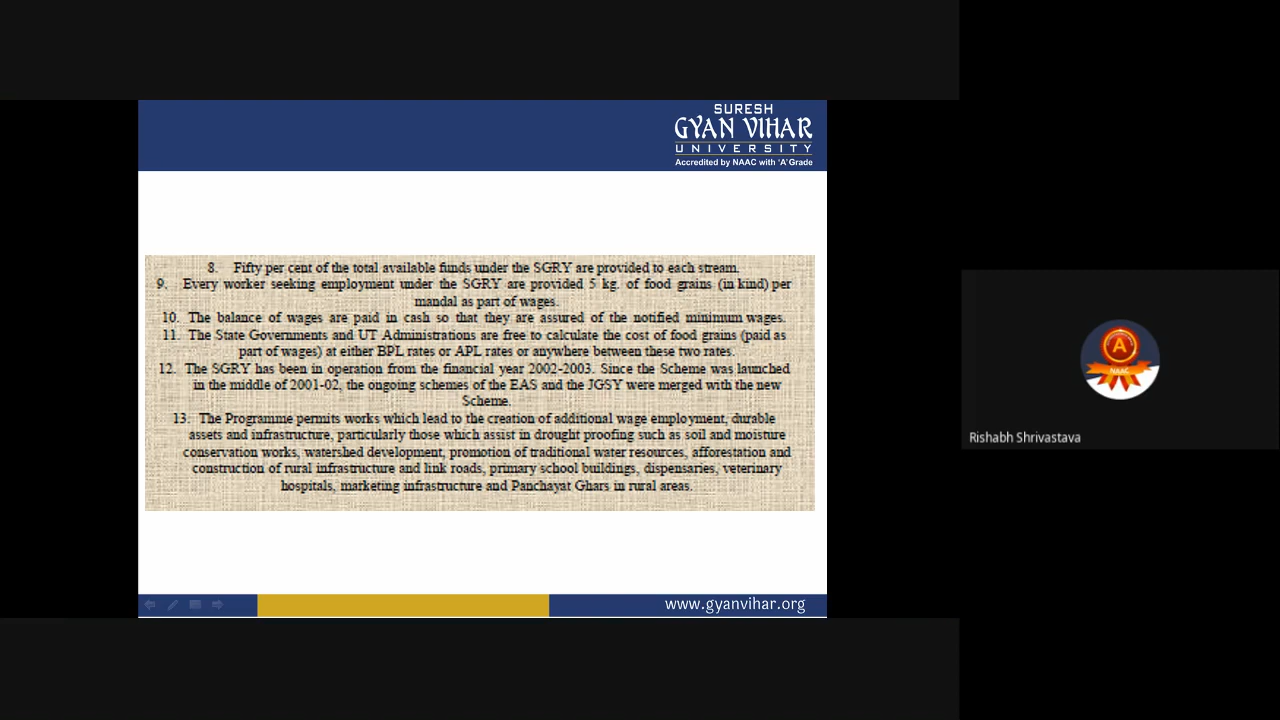 SURESH
GYAN VIHAR
UNIVERSITY
Accredited by NAAC with 'A' Grade
8. Fifty per cent of the total available funds under the SGRY are provided to each stream.
9. Every worker seeking employment under the SGRY are provided 5 kg. of food grains (in kind) per
mandal as part of wages.
10. The balance of wages are paid in cash so that they are assured of the notified minimum wages.
11. The State Governments and UT Administrations are free to calculate the cost of food grains (paid as
part of wages) at either BPL rates or APL rates or anywhere between these two rates.
12. The SGRY has been in operation from the financial year 2002-2003. Since the Scheme was launched
in the middle of 2001-02, the ongoing schemes of the EAS and the JGSY were merged with the new
Scheme.
13. The Programme permits works which lead to the creation of additional wage employment, durable
assets and infrastructure, particularly those which assist in drought proofing such as soil and moisture
conservation works, watershed development, promotion of traditional water resources, afforestation and
construction of rural infrastructure and link roads, primary school buildings, dispensaries, veterinary
hospitals, marketing infrastructure and Panchayat Ghars in rural areas.
www.gyanvihar.org
A
NAAC
Rishabh Shrivastava